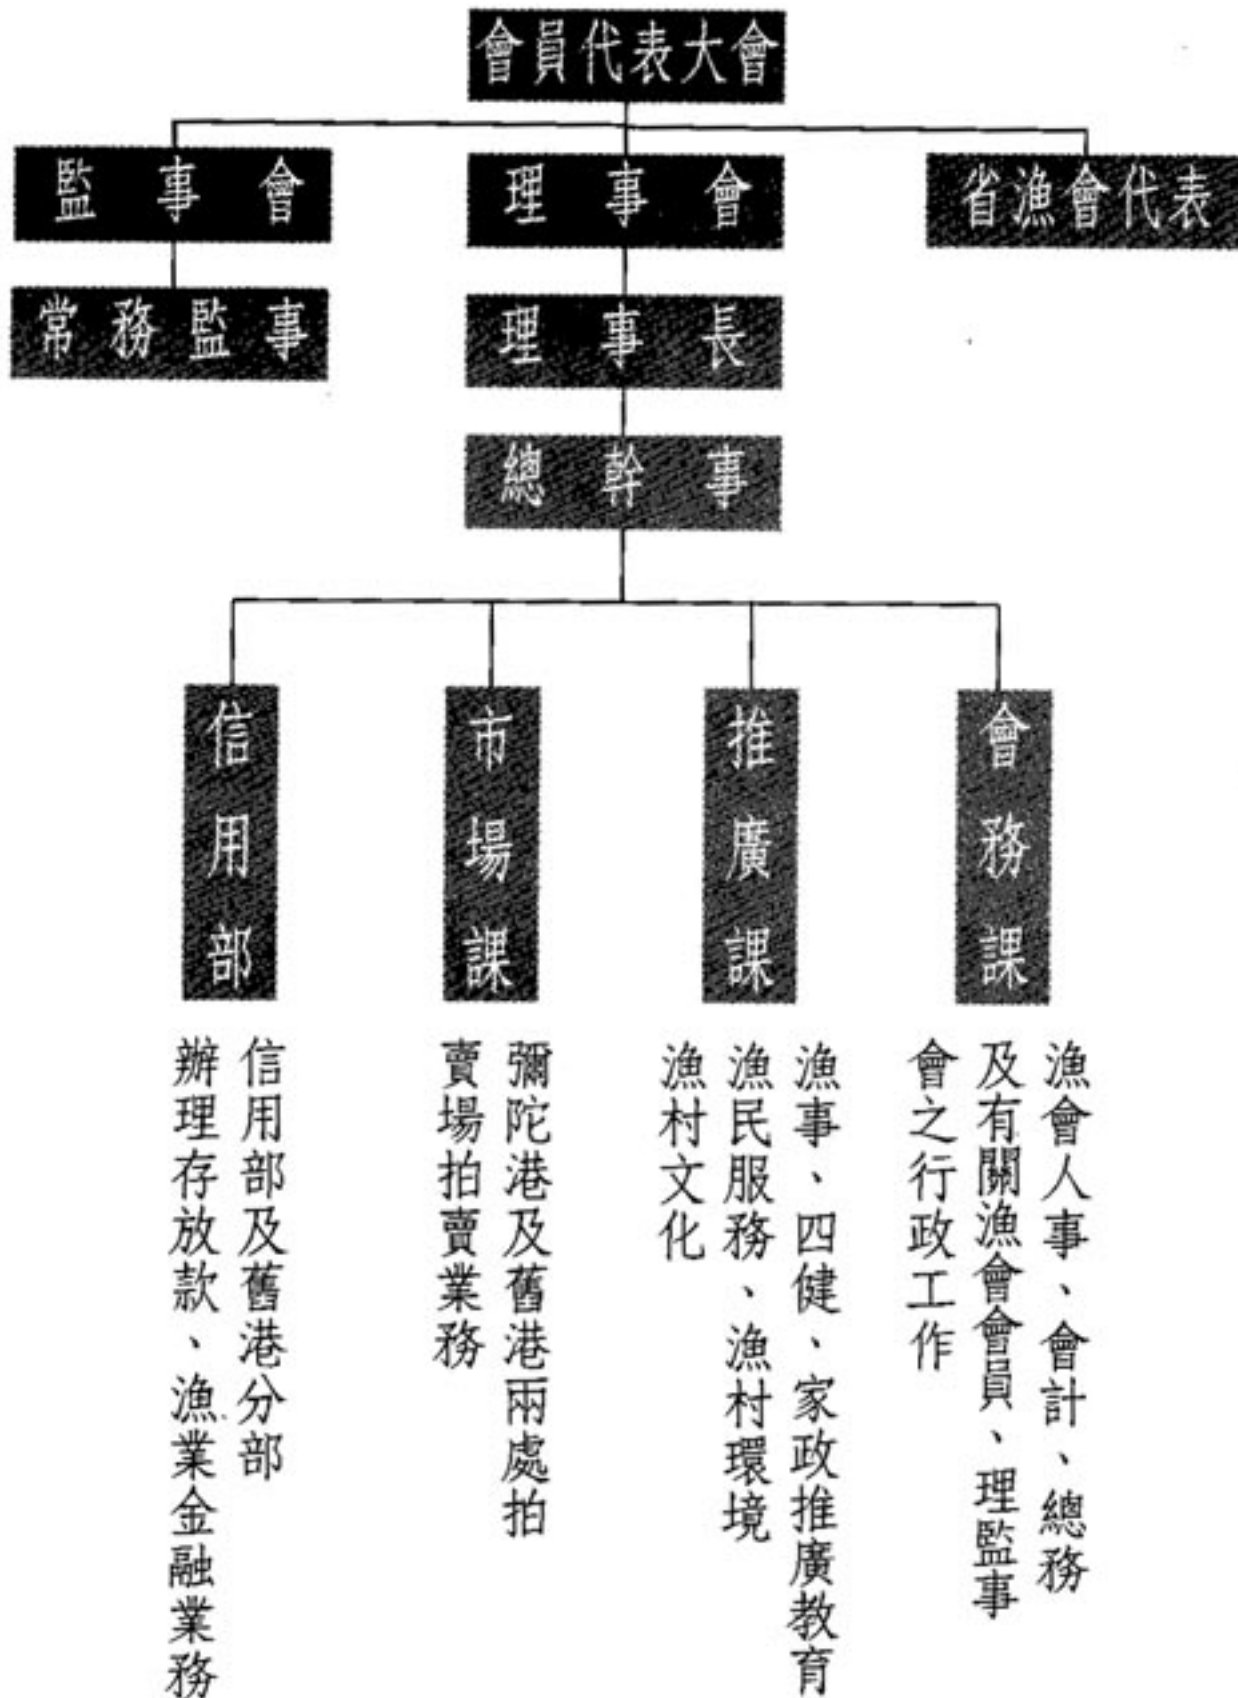 會員代表大會
監事會
理事會
省漁會代表
常務監事
理事長
總幹事
會務課
漁會人事、會計、總務
及有關漁會會員、理監事
會之行政工作
推廣課
漁事、四健、家政推廣教育
漁民服務、漁村環境
漁村文化
市場課
彌陀港及舊港兩處拍
賣場拍賣業務
信用部
信用部及舊港分部
辦理存放款、漁業金融業務